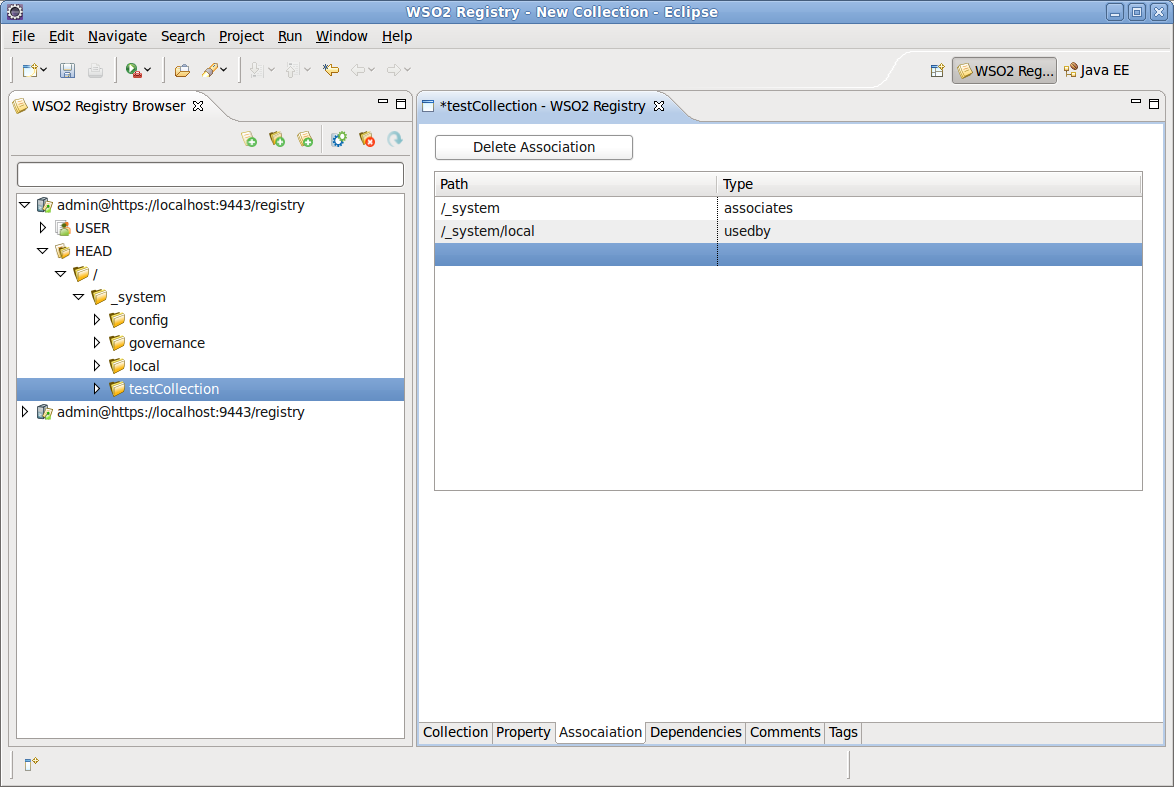 WSO2 Registry - New Collection - Eclipse
File Edit Navigate Search Project Run Window Help
WSO2 Reg... Java EE
WSO2 Registry Browser
admin@https://localhost:9443/registry
USER
HEAD
/
_system
config
governance
local
testCollection
admin@https://localhost:9443/registry
*testCollection - WSO2 Registry
Delete Association
Path Type
/_system associates
/_system/local usedby
Collection Property Assocaiation Dependencies Comments Tags